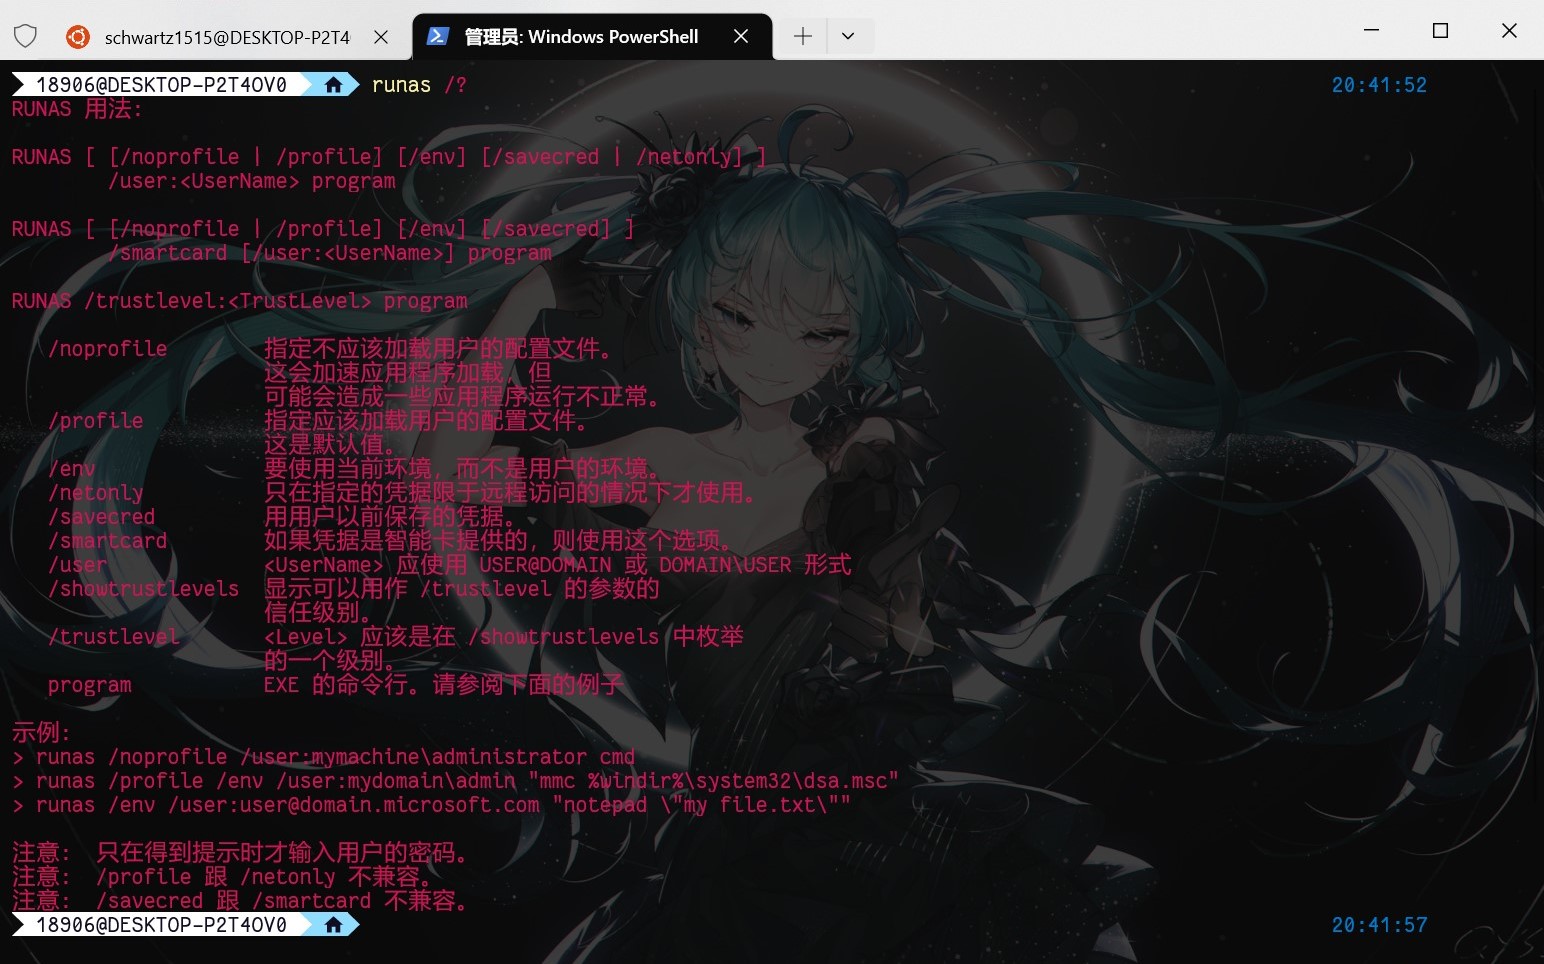 schwartz1515@DESKTOP-P2T4
管理员: Windows PowerShell
18906@DESKTOP-P2T4OV0 runas /? 20:41:52
RUNAS 用法:
RUNAS [ [/noprofile | /profile] [/env] [/savecred | /netonly] ]
/user:<UserName> program
RUNAS [ [/noprofile | /profile] [/env] [/savecred] ]
/smartcard [/user:<UserName>] program
RUNAS /trustlevel:<TrustLevel> program
/noprofile 指定不应该加载用户的配置文件。
这会加速应用程序加载，但
可能会造成一些应用程序运行不正常。
/profile 指定应该加载用户的配置文件。
这是默认值。
/env 要使用当前环境，而不是用户的环境。
/netonly 只在指定的凭据限于远程访问的情况下才使用。
/savecred 用用户以前保存的凭据。
/smartcard 如果凭据是智能卡提供的，则使用这个选项。
/user <UserName> 应使用 USER@DOMAIN 或 DOMAIN\USER 形式
/showtrustlevels 显示可以用作 /trustlevel 的参数的
信任级别。
/trustlevel <Level> 应该是在 /showtrustlevels 中枚举
的一个级别。
program EXE 的命令行。请参阅下面的例子
示例:
> runas /noprofile /user:mymachine\administrator cmd
> runas /profile /env /user:mydomain\admin "mmc %windir%\system32\dsa.msc"
> runas /env /user:user@domain.microsoft.com "notepad \"my file.txt\""
注意: 只在得到提示时才输入用户的密码。
注意: /profile 跟 /netonly 不兼容。
注意: /savecred 跟 /smartcard 不兼容。
18906@DESKTOP-P2T4OV0 20:41:57